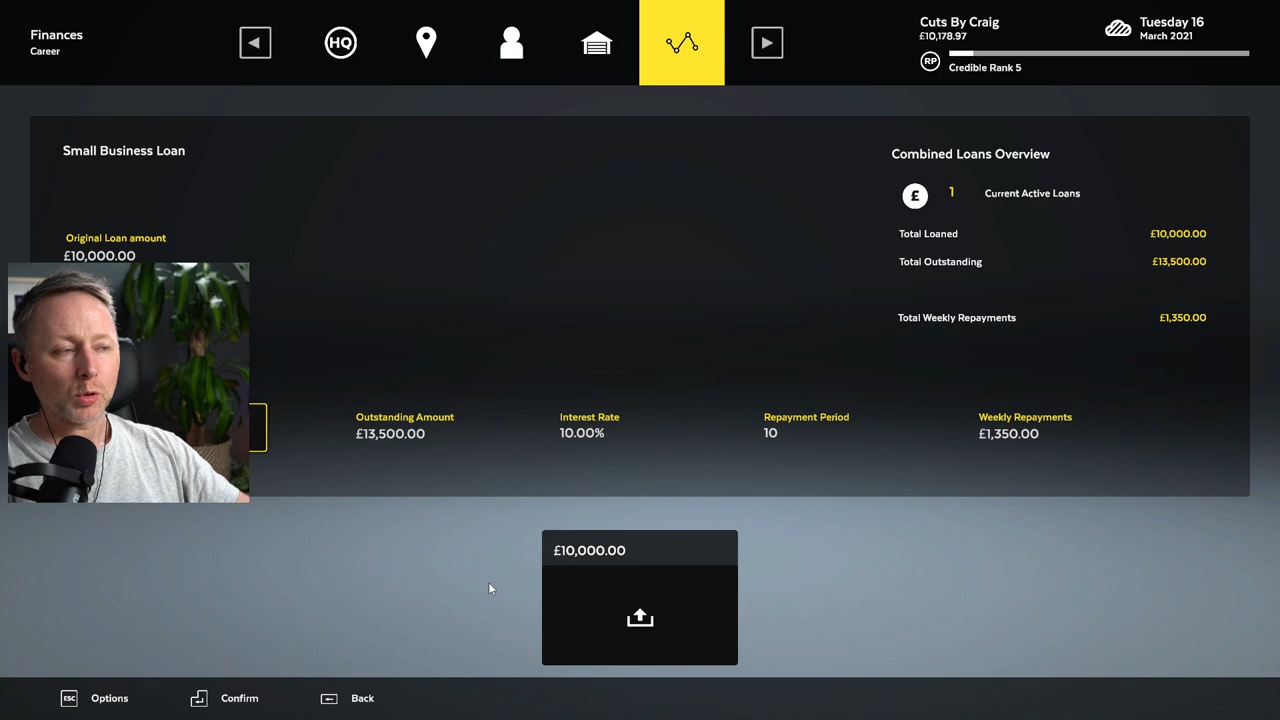 Finances
Career
HQ
Cuts By Craig
£10,178.97
Tuesday 16
March 2021
RP
Credible Rank 5
Small Business Loan
Original Loan amount
£10,000.00
Combined Loans Overview
£ 1 Current Active Loans
Total Loaned £10,000.00
Total Outstanding £13,500.00
Total Weekly Repayments £1,350.00
Outstanding Amount
£13,500.00
Interest Rate
10.00%
Repayment Period
10
Weekly Repayments
£1,350.00
£10,000.00
ESC Options
Confirm
Back